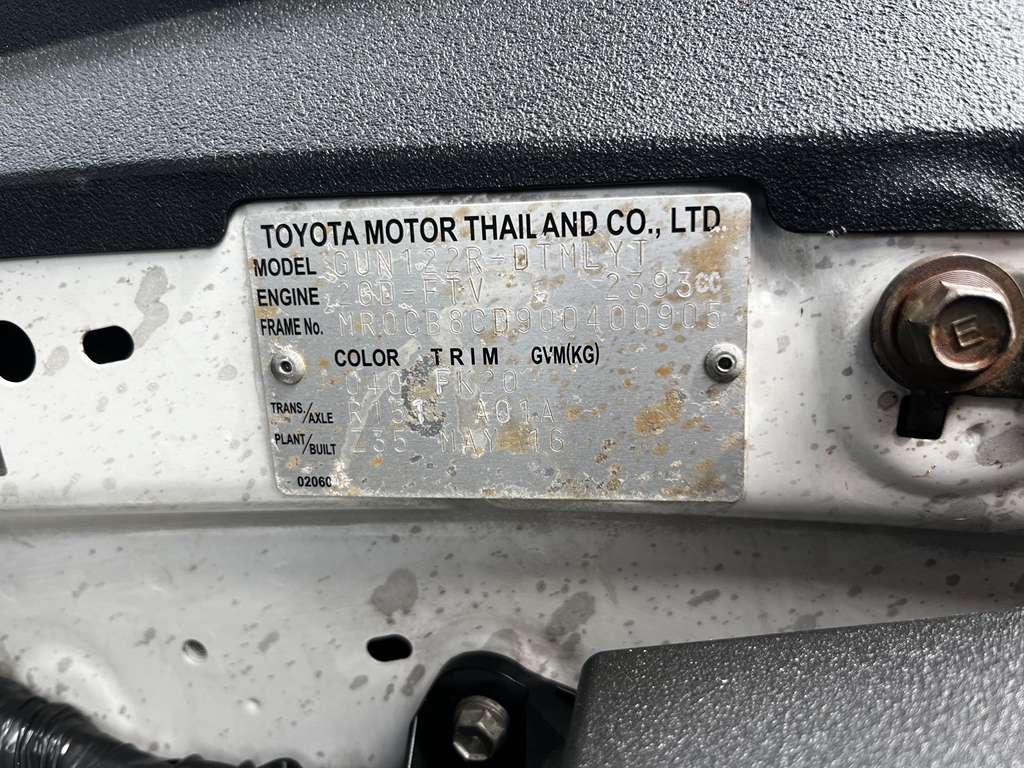 TOYOTA MOTOR THAILAND CO., LTD
MODEL GUN122R-DTMLYT
ENGINE 2GD-FTV 2393CC
FRAME No. MR0CB8CD900400905
COLOR TRIM GVM(KG)
040 FK20
TRANS./AXLE A01A
PLANT/BUILT Z35 MAY 16
02060
E